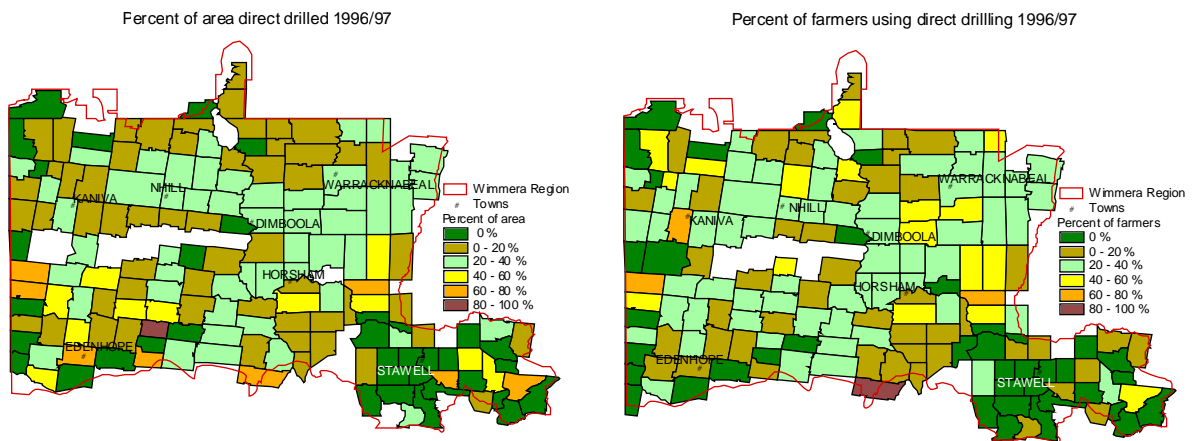 Percent of area direct drilled 1996/97
KANIVA
NHILL
WARRACKNABEAL
DIMBOOLA
HORSHAM
EDENHOPE
STAWELL
Wimmera Region
Towns
Percent of area
0 %
0 - 20 %
20 - 40 %
40 - 60 %
60 - 80 %
80 - 100 %
Percent of farmers using direct drillling 1996/97
WARRACKNABEAL
KANIVA
NHILL
DIMBOOLA
HORSHAM
EDENHOPE
STAWELL
Wimmera Region
Towns
Percent of farmers
0 %
0 - 20 %
20 - 40 %
40 - 60 %
60 - 80 %
80 - 100 %